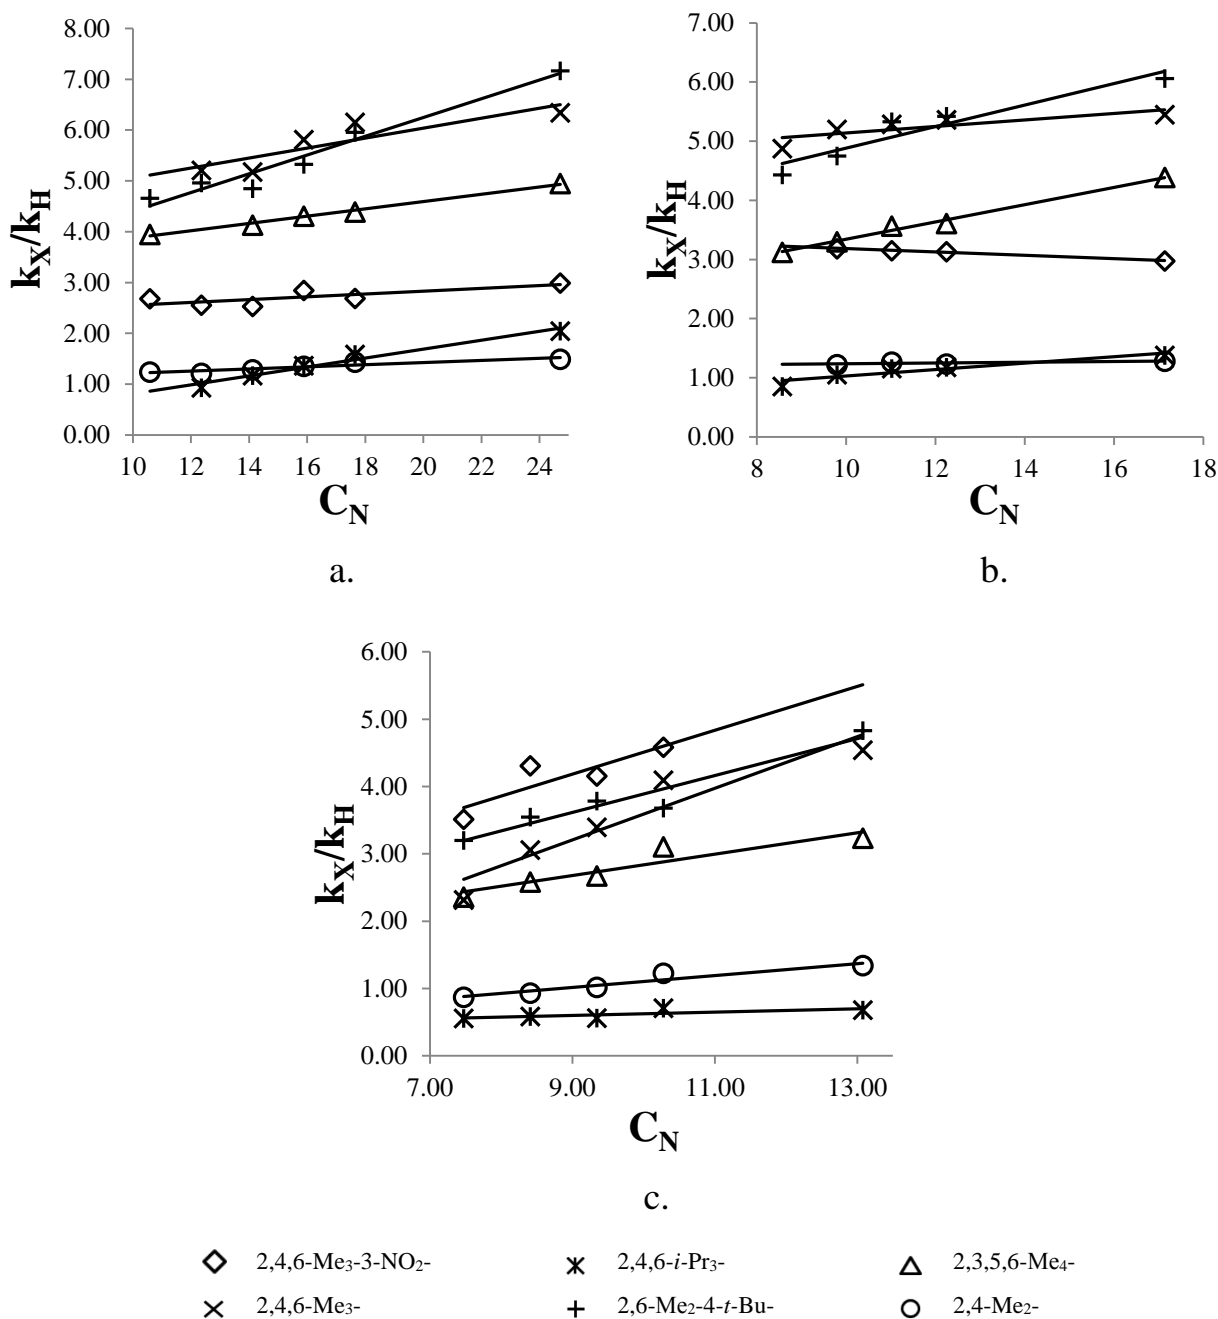 8.00
7.00
6.00
5.00
4.00
3.00
2.00
1.00
0.00
10 12 14 16 18 20 22 24
kX/kH
CN
a.
7.00
6.00
5.00
4.00
3.00
2.00
1.00
0.00
8 10 12 14 16 18
kX/kH
CN
b.
6.00
5.00
4.00
3.00
2.00
1.00
0.00
7.00 9.00 11.00 13.00
kX/kH
CN
c.
2,4,6-Me3-3-NO2- 2,4,6-i-Pr3- 2,3,5,6-Me4-
2,4,6-Me3- 2,6-Me2-4-t-Bu- 2,4-Me2-